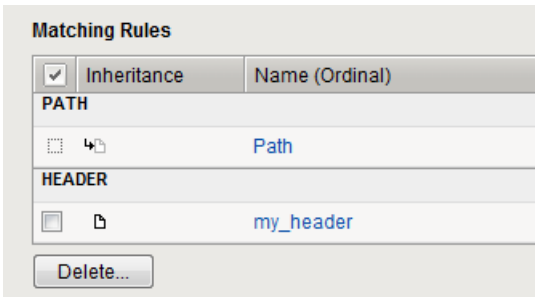 Matching Rules
Inheritance Name (Ordinal)
PATH
Path
HEADER
my_header
Delete...